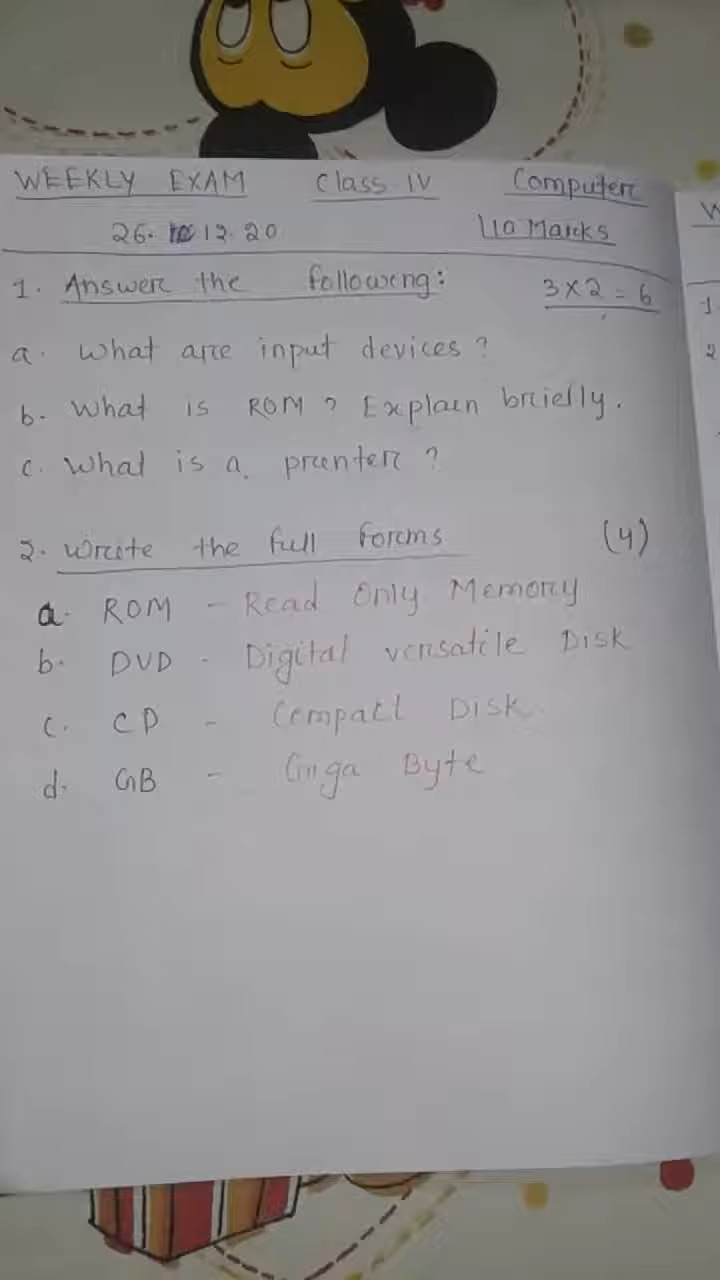 WEEKLY EXAM Class-IV Computer
26.12.20 10 Marks
1. Answer the following: 3x2=6
a. What are input devices?
b. What is ROM? Explain briefly.
c. What is a printer?
2. Write the full forms (4)
a. ROM - Read Only Memory
b. DVD - Digital versatile Disk
c. CD - Compact Disk.
d. GB - Giga Byte
W
1.
2